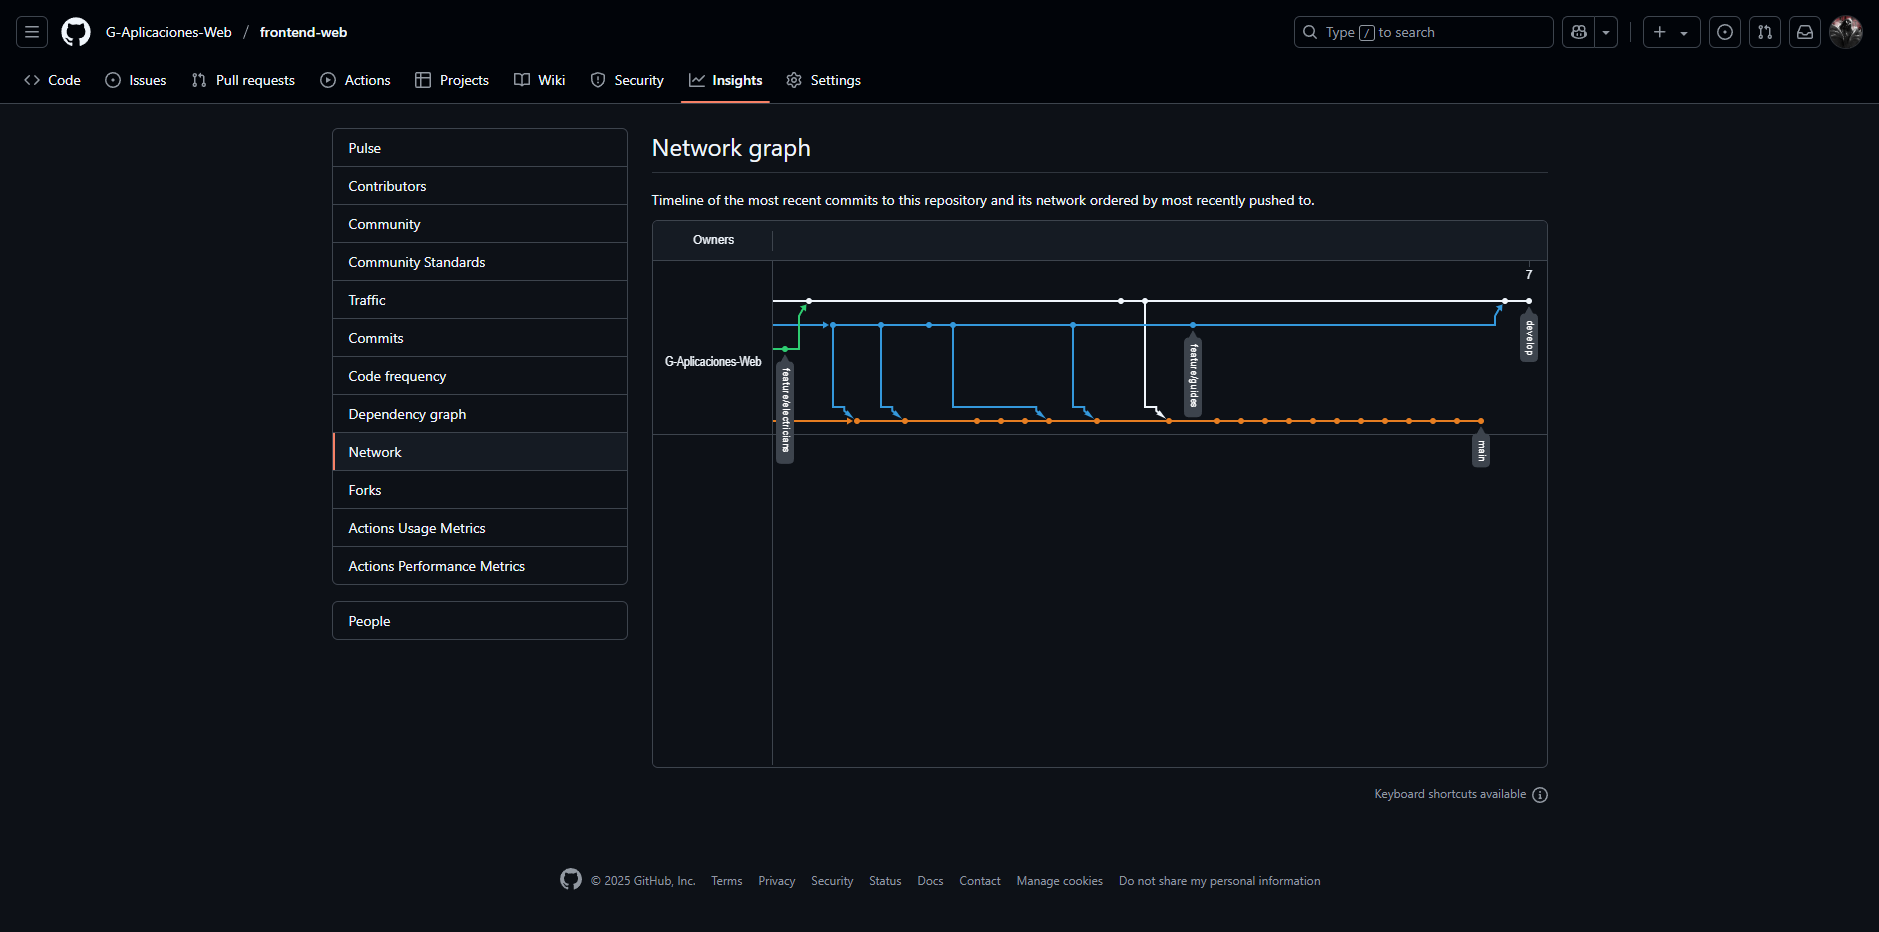 G-Aplicaciones-Web / frontend-web
Type / to search
Code Issues Pull requests Actions Projects Wiki Security Insights Settings
Pulse
Contributors
Community
Community Standards
Traffic
Commits
Code frequency
Dependency graph
Network
Forks
Actions Usage Metrics
Actions Performance Metrics
People
Network graph
Timeline of the most recent commits to this repository and its network ordered by most recently pushed to.
Owners
7
G-Aplicaciones-Web
feature/electricians
feature/guides
develop
main
Keyboard shortcuts available
© 2025 GitHub, Inc. Terms Privacy Security Status Docs Contact Manage cookies Do not share my personal information